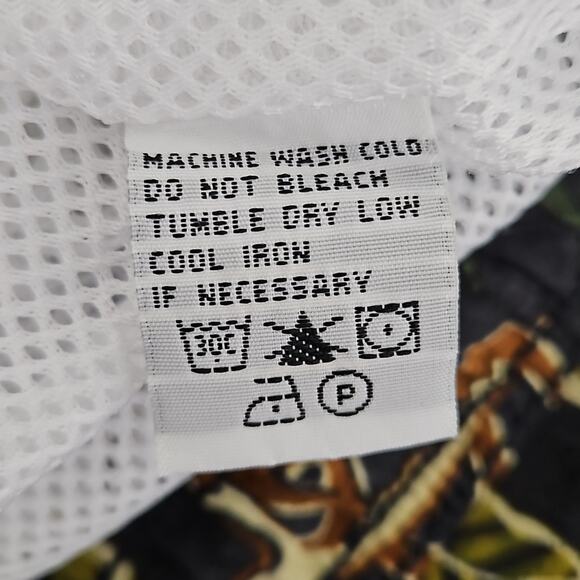 MACHINE WASH COLD
DO NOT BLEACH
TUMBLE DRY LOW
COOL IRON
IF NECESSARY
30C
P